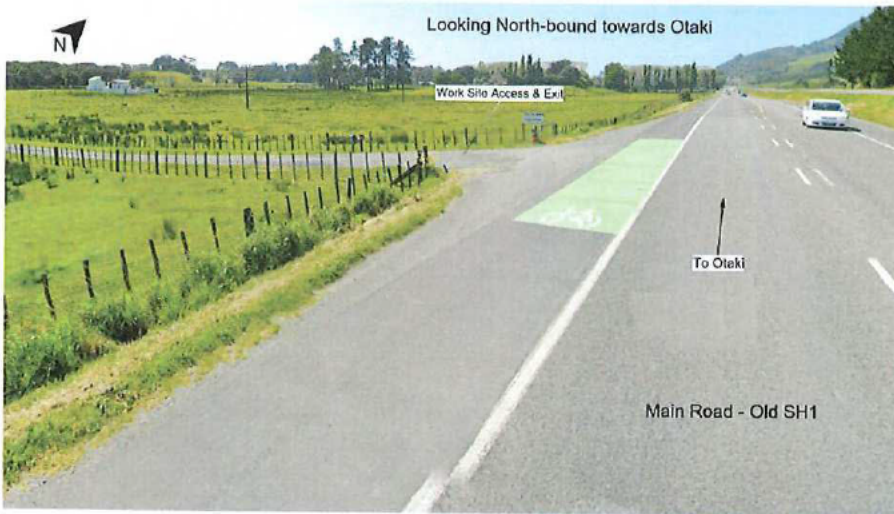 Looking North-bound towards Otaki
N
Work Site Access & Exit
To Otaki
Main Road - Old SH1